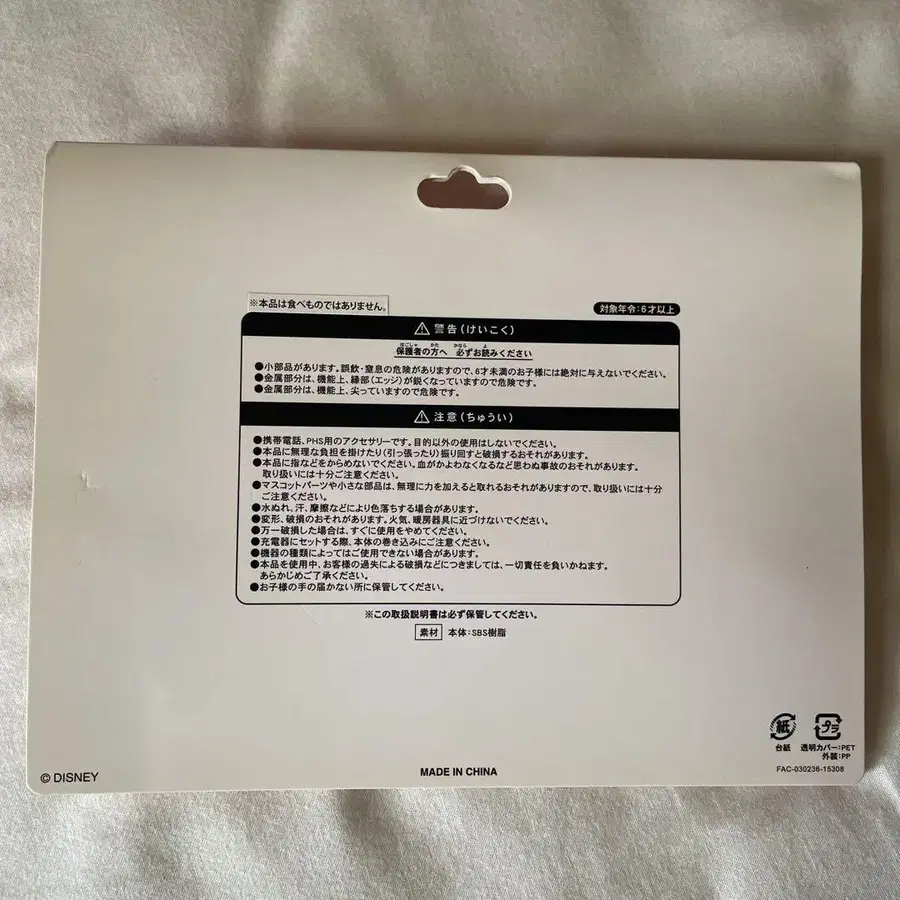 ※本品は食べものではありません。
対象年令:6才以上
⚠警告(けいこく)
ほごしゃ かた かなら よ
保護者の方へ 必ずお読みください
●小部品があります。誤飲・窒息の危険がありますので、6才未満のお子様には絶対に与えないでください。
●金属部分は、機能上、縁部(エッジ)が鋭くなっていますので危険です。
●金属部分は、機能上、尖っていますので危険です。
⚠注意(ちゅうい)
●携帯電話、PHS用のアクセサリーです。目的以外の使用はしないでください。
●本品に無理な負担を掛けたり(引っ張ったり)振り回すと破損するおそれがあります。
●本品に指などをからめないでください。血がかよわなくなるなど思わぬ事故のおそれがあります。
取り扱いには十分ご注意ください。
●マスコットパーツや小さな部品は、無理に力を加えると取れるおそれがありますので、取り扱いには十分
ご注意ください。
●水ぬれ、汗、摩擦などにより色落ちする場合があります。
●変形、破損のおそれがあります。火気、暖房器具に近づけないでください。
●万一破損した場合は、すぐに使用をやめてください。
●充電器にセットする際、本体の巻き込みにご注意ください。
●機器の種類によってはご使用できない場合があります。
●本品を使用中、お客様の過失による破損などにつきましては、一切責任を負いかねます。
あらかじめご了承ください。
●お子様の手の届かない所に保管してください。
※この取扱説明書は必ず保管してください。
素材 本体:SBS樹脂
紙 プラ
台紙 透明カバー:PET
外装:PP
FAC-030236-15308
MADE IN CHINA
© DISNEY